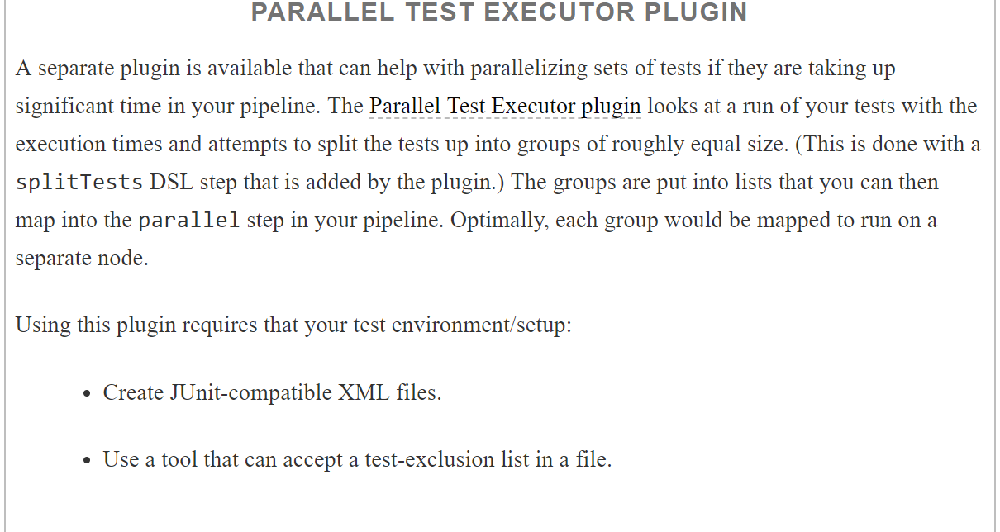 PARALLEL TEST EXECUTOR PLUGIN
A separate plugin is available that can help with parallelizing sets of tests if they are taking up
significant time in your pipeline. The Parallel Test Executor plugin looks at a run of your tests with the
execution times and attempts to split the tests up into groups of roughly equal size. (This is done with a
splitTests DSL step that is added by the plugin.) The groups are put into lists that you can then
map into the parallel step in your pipeline. Optimally, each group would be mapped to run on a
separate node.
Using this plugin requires that your test environment/setup:
• Create JUnit-compatible XML files.
• Use a tool that can accept a test-exclusion list in a file.